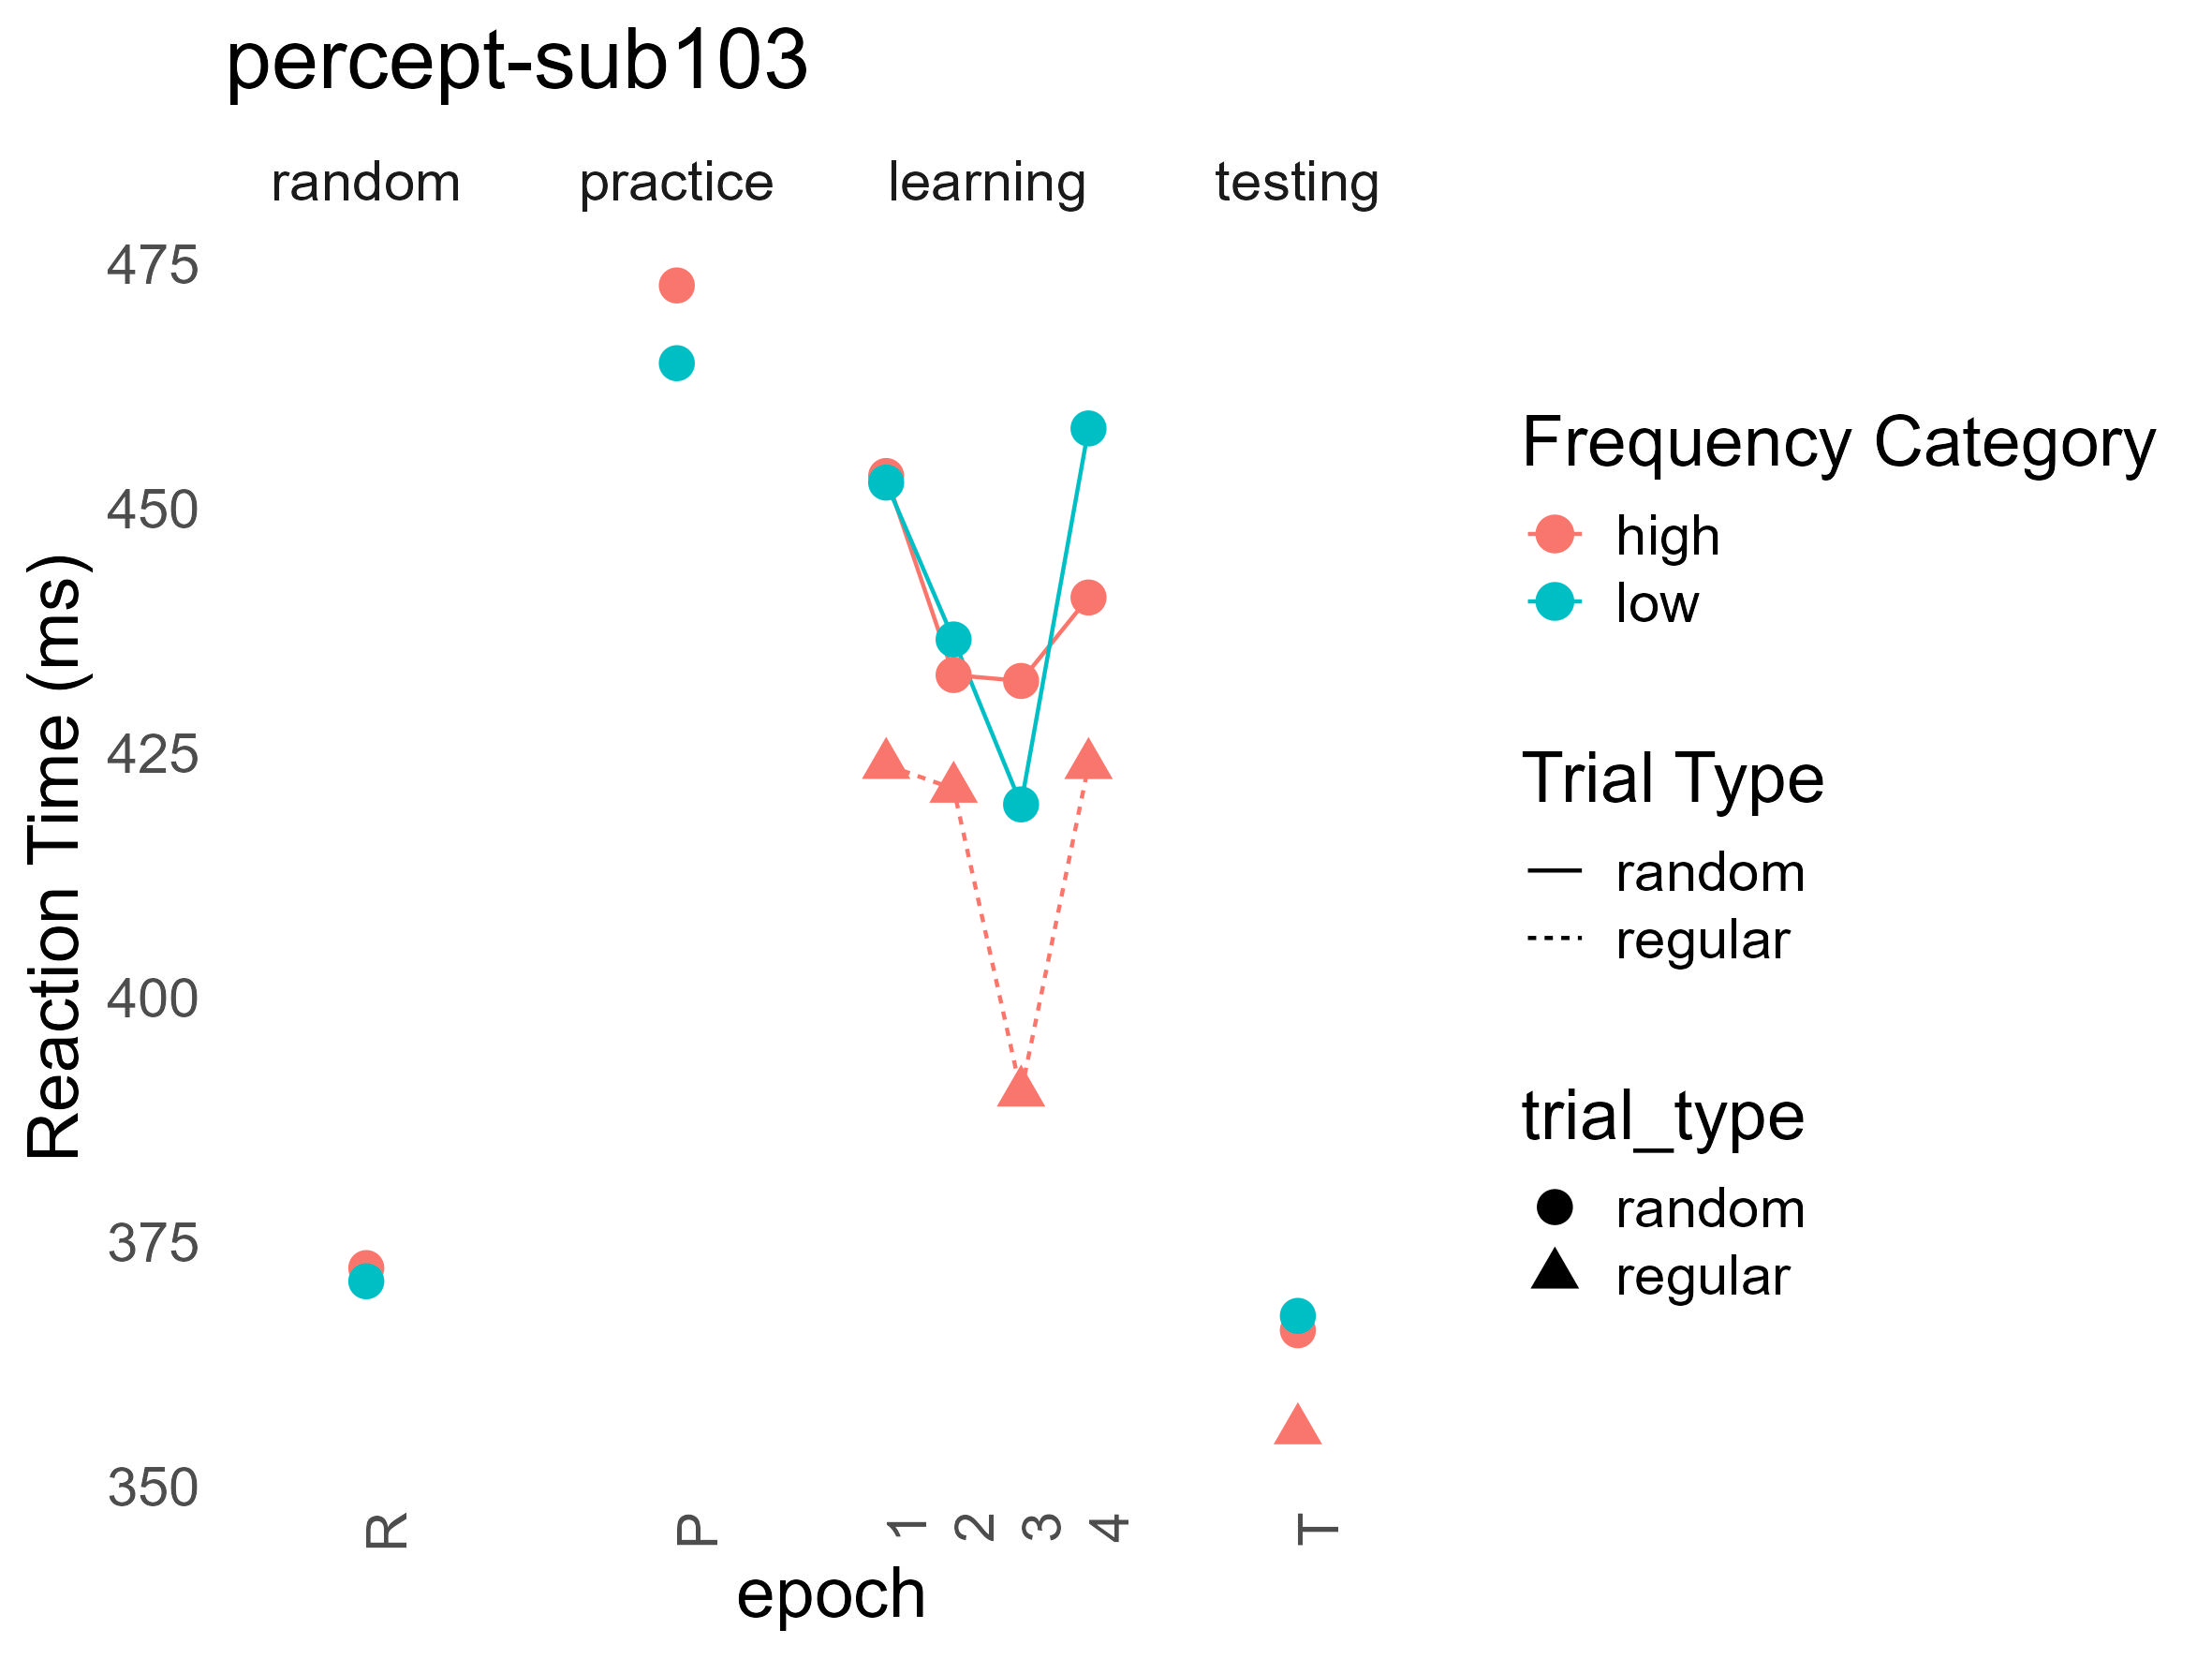 percept-sub103
random practice learning testing
475
450
425
400
375
350
Reaction Time (ms)
R P 1 2 3 4 T
epoch
Frequency Category
high
low
Trial Type
random
regular
trial_type
random
regular